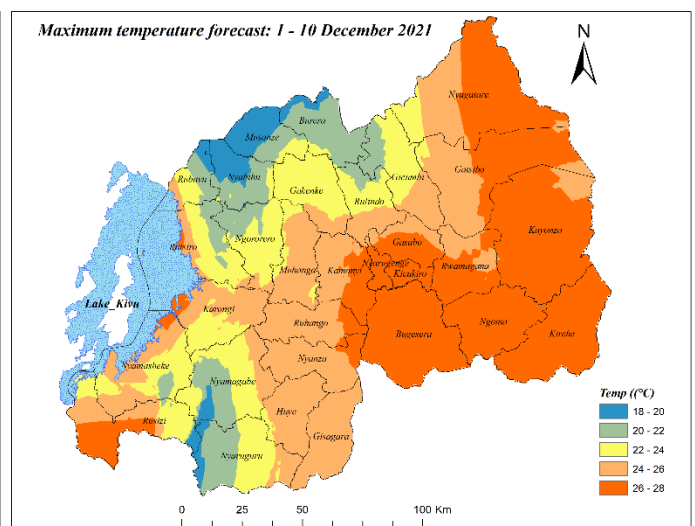 Maximum temperature forecast: 1 - 10 December 2021
N
Nyagatare
Burera
Musanze
Gatsibo
Nyabihu
Rubavu
Gicumbi
Gakenke
Rulindo
Kayonza
Ngororero
Gasabo
Rutsiro
Muhanga
Kamonyi
Nyarugenge
Kicukiro
Rwamagana
Lake_Kivu
Karongi
Ruhango
Bugesera
Ngoma
Kirehe
Nyamasheke
Nyanza
Nyamagabe
Huye
Gisagara
Rusizi
Nyaruguru
Temp ((°C)
18 - 20
20 - 22
22 - 24
24 - 26
26 - 28
0 25 50 100 Km